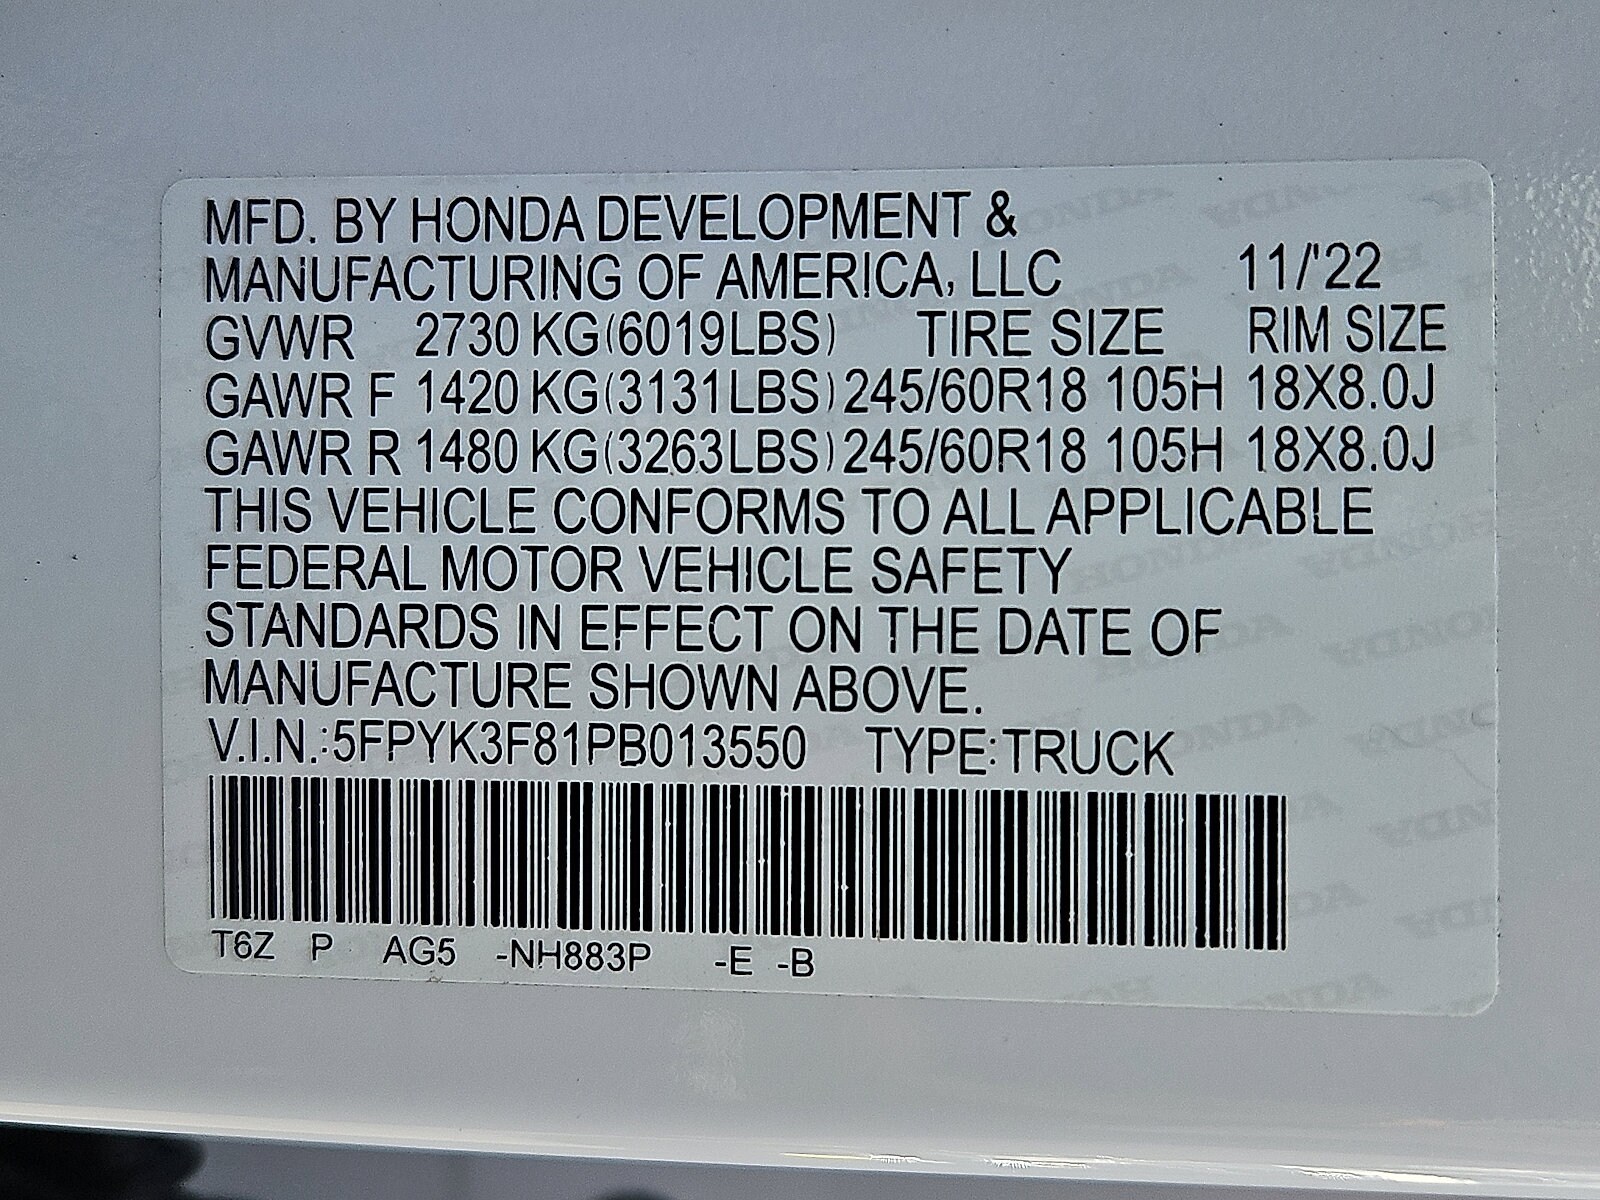 MFD. BY HONDA DEVELOPMENT &
MANUFACTURING OF AMERICA, LLC 11/'22
GVWR 2730 KG(6019LBS) TIRE SIZE RIM SIZE
GAWR F 1420 KG(3131LBS) 245/60R18 105H 18X8.0J
GAWR R 1480 KG(3263LBS) 245/60R18 105H 18X8.0J
THIS VEHICLE CONFORMS TO ALL APPLICABLE
FEDERAL MOTOR VEHICLE SAFETY
STANDARDS IN EFFECT ON THE DATE OF
MANUFACTURE SHOWN ABOVE.
V.I.N.:5FPYK3F81PB013550 TYPE:TRUCK
T6Z P AG5 -NH883P -E -B